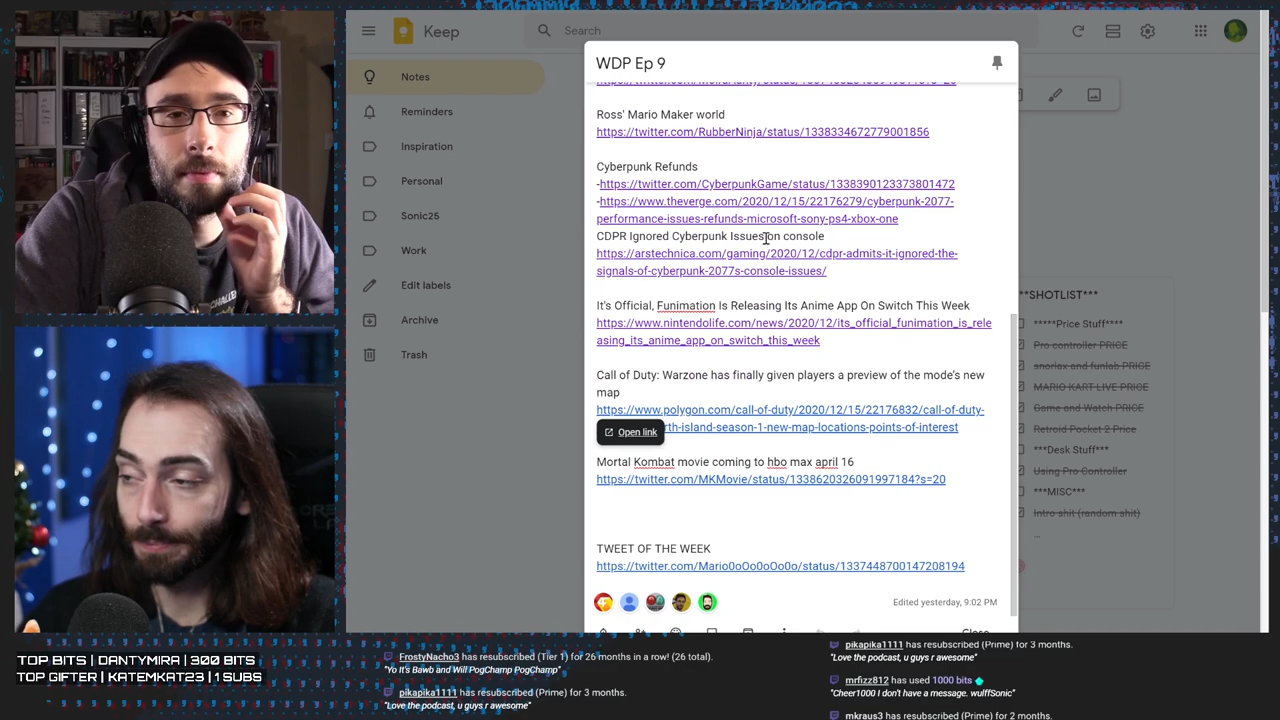 Keep
Search
Notes
Reminders
Inspiration
Personal
Sonic25
Work
Edit labels
Archive
Trash
WDP Ep 9
Ross' Mario Maker world
https://twitter.com/RubberNinja/status/1338334672779001856
Cyberpunk Refunds
-https://twitter.com/CyberpunkGame/status/1338390123373801472
-https://www.theverge.com/2020/12/15/22176279/cyberpunk-2077-
performance-issues-refunds-microsoft-sony-ps4-xbox-one
CDPR Ignored Cyberpunk Issues on console
https://arstechnica.com/gaming/2020/12/cdpr-admits-it-ignored-the-
signals-of-cyberpunk-2077s-console-issues/
It's Official, Funimation Is Releasing Its Anime App On Switch This Week
https://www.nintendolife.com/news/2020/12/its_official_funimation_is_rele
asing_its_anime_app_on_switch_this_week
Call of Duty: Warzone has finally given players a preview of the mode's new
map
https://www.polygon.com/call-of-duty/2020/12/15/22176832/call-of-duty-
rth-island-season-1-new-map-locations-points-of-interest
Open link
Mortal Kombat movie coming to hbo max april 16
https://twitter.com/MKMovie/status/1338620326091997184?s=20
TWEET OF THE WEEK
https://twitter.com/Mario0oOo0oOo0o/status/1337448700147208194
Edited yesterday, 9:02 PM
Close
**SHOTLIST**
*****Price Stuff****
Pro controller PRICE
snorlax and funlab PRICE
MARIO KART LIVE PRICE
Game and Watch PRICE
Retroid Pocket 2 Price
***Desk Stuff***
Using Pro Controller
***MISC***
Intro shit (random shit)
TOP BITS | DANTYMIRA | 300 BITS
TOP GIFTER | KATEMKAT23 | 1 SUBS
FrostyNacho3 has resubscribed (Tier 1) for 26 months in a row! (26 total).
"Yo It's Bawb and Will PogChamp PogChamp"
pikapika1111 has resubscribed (Prime) for 3 months.
"Love the podcast, u guys r awesome"
pikapika1111 has resubscribed (Prime) for 3 months.
"Love the podcast, u guys r awesome"
mrfizz812 has used 1000 bits
"Cheer1000 I don't have a message. wulffSonic"
mkraus3 has resubscribed (Prime) for 2 months.